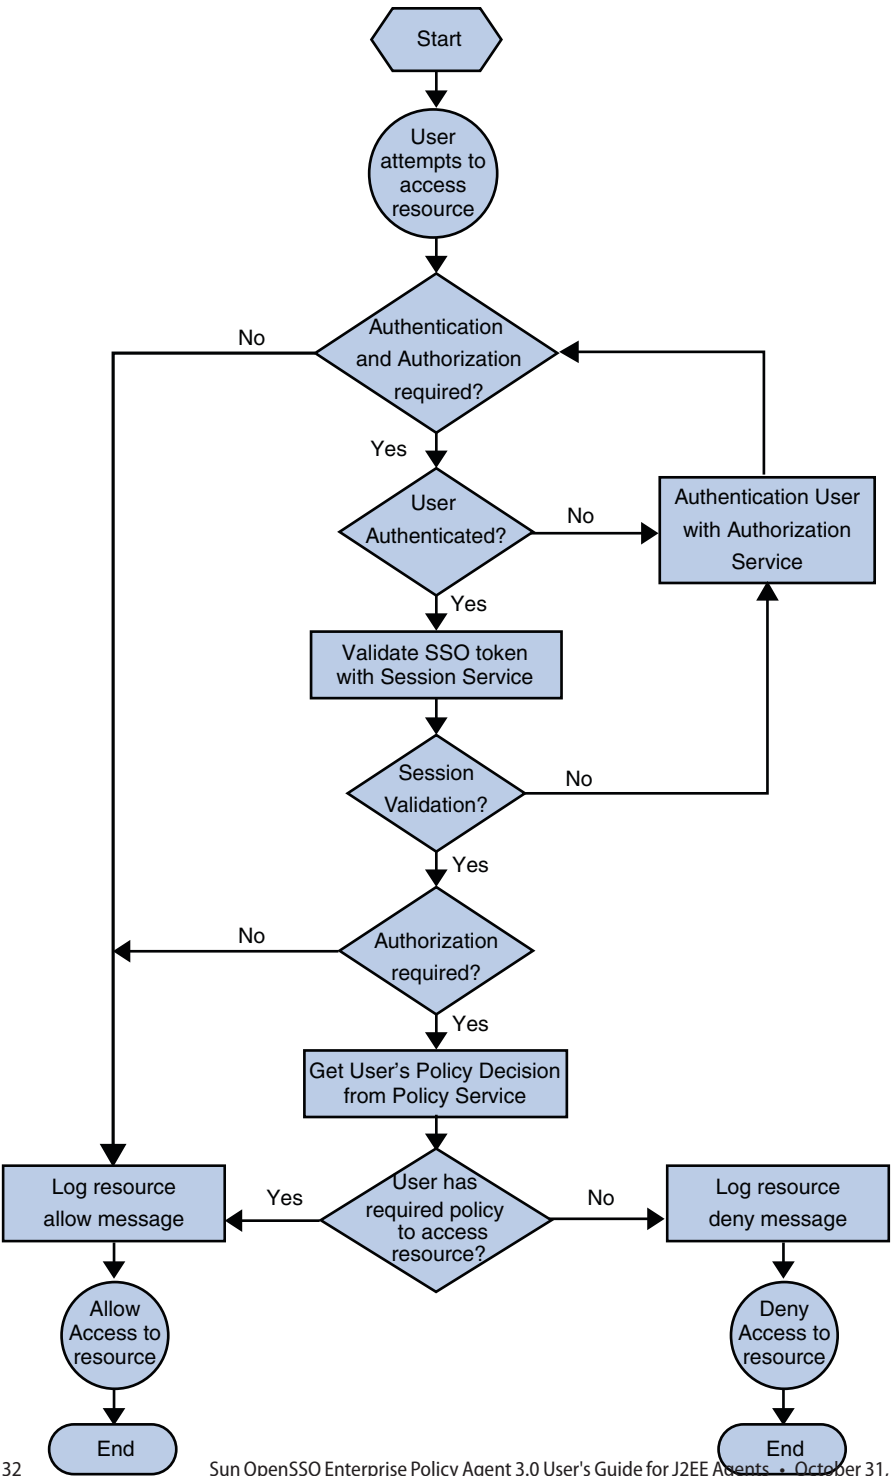 Start
User
attempts to
access
resource
No
Authentication
and Authorization
required?
Yes
User
Authenticated?
No
Authentication User
with Authorization
Service
Yes
Validate SSO token
with Session Service
Session
Validation?
No
Yes
No
Authorization
required?
Yes
Get User's Policy Decision
from Policy Service
Log resource
allow message
Yes
User has
required policy
to access
resource?
No
Log resource
deny message
Allow
Access to
resource
Deny
Access to
resource
End
End
32
Sun OpenSSO Enterprise Policy Agent 3.0 User's Guide for J2EE Agents • October 31,